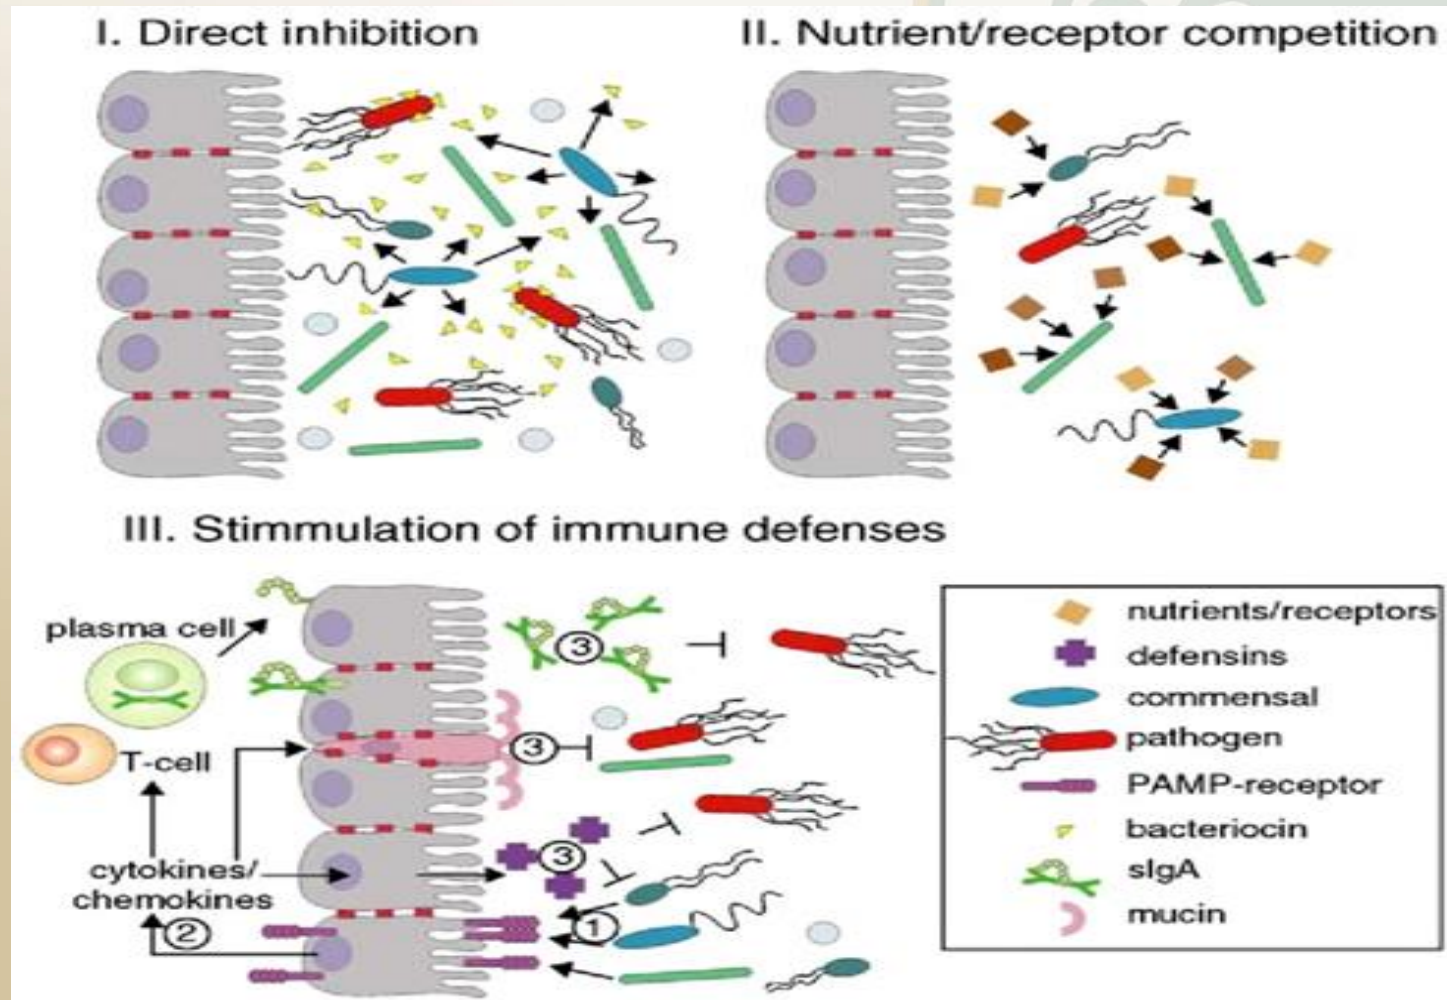 I. Direct inhibition
II. Nutrient/receptor competition
III. Stimmulation of immune defenses
plasma cell
T-cell
cytokines/
chemokines
2
3
3
3
1
nutrients/receptors
defensins
commensal
pathogen
PAMP-receptor
bacteriocin
sIgA
mucin